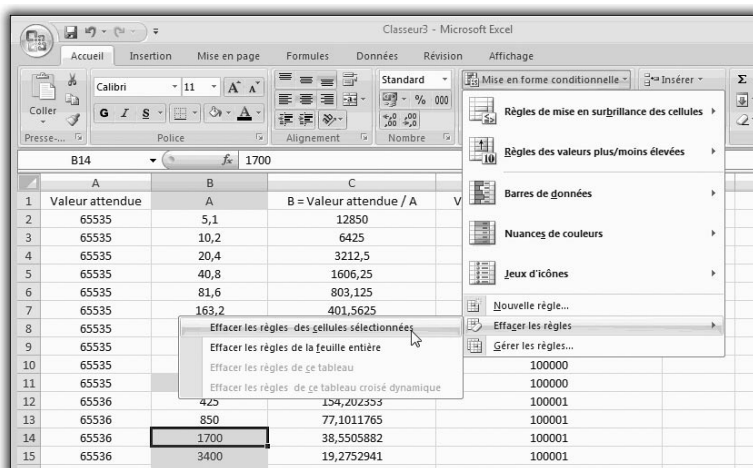 Classeur3 - Microsoft Excel
Accueil Insertion Mise en page Formules Données Révision Affichage
Calibri 11 A A Standard Mise en forme conditionnelle Insérer Σ
Coller G I S A % 000
Presse-... Police Alignement Nombre
Règles de mise en surbrillance des cellules
Règles des valeurs plus/moins élevées
Barres de données
Nuances de couleurs
Jeux d'icônes
Nouvelle règle...
Effacer les règles
Gérer les règles...
Effacer les règles des cellules sélectionnées
Effacer les règles de la feuille entière
Effacer les règles de ce tableau
Effacer les règles de ce tableau croisé dynamique
B14 fx 1700
A B C
1 Valeur attendue A B = Valeur attendue / A V
2 65535 5,1 12850
3 65535 10,2 6425
4 65535 20,4 3212,5
5 65535 40,8 1606,25
6 65535 81,6 803,125
7 65535 163,2 401,5625
8 65535
9 65535
10 65535 100000
11 65535 100000
12 65536 425 154,202353 100001
13 65536 850 77,1011765 100001
14 65536 1700 38,5505882 100001
15 65536 3400 19,2752941 100001